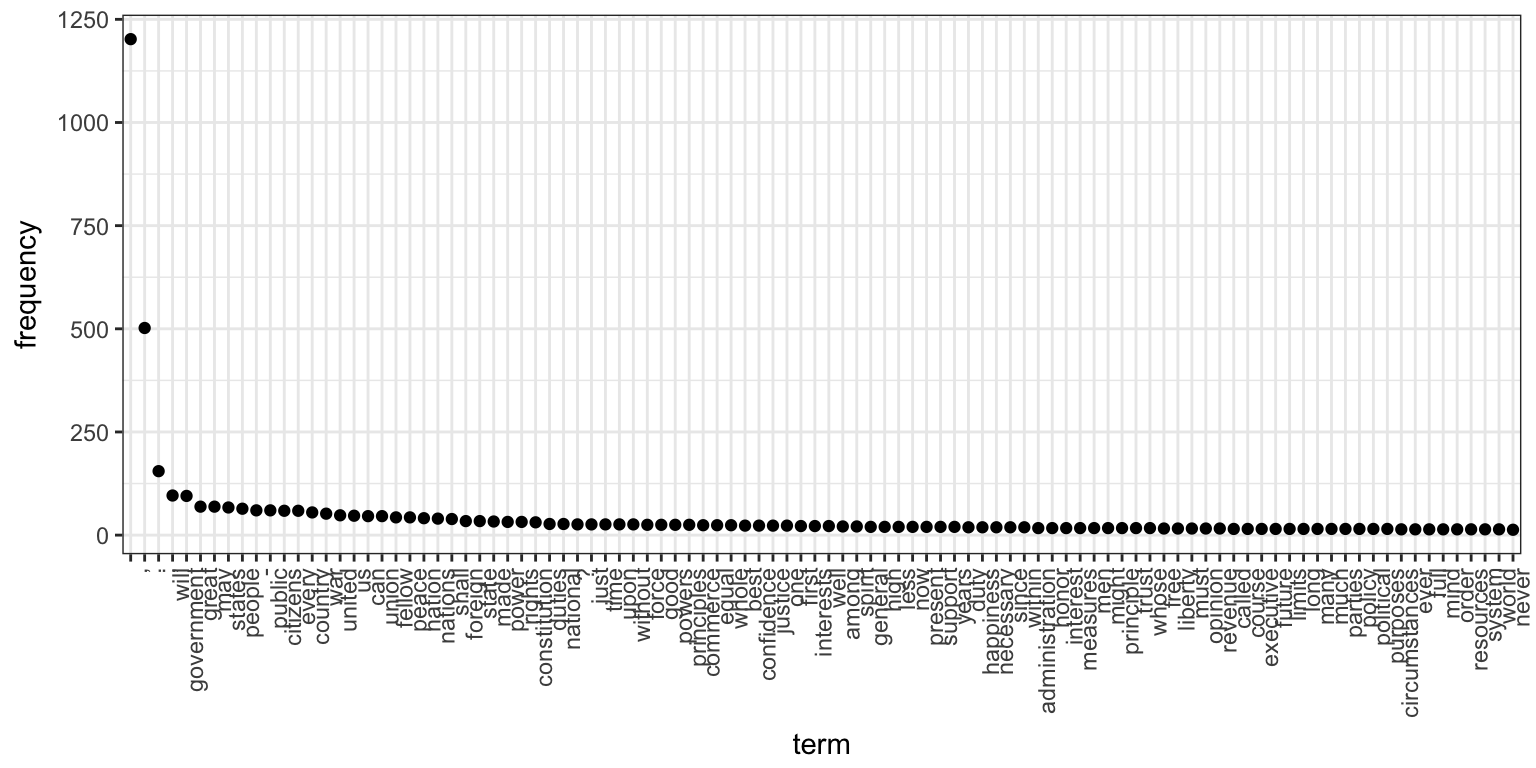 1250
1000
750
500
250
0
frequency
,
;
will
government
great
may
states
people
-
public
citizens
every
country
war
united
us
can
union
fellow
peace
nation
nations
shall
foreign
state
made
power
rights
constitution
duties
national
?
just
time
upon
without
force
good
powers
principles
commerce
equal
whole
best
confidence
justice
one
first
interests
well
among
spirit
general
high
less
now
present
support
years
duty
happiness
necessary
since
within
administration
honor
interest
measures
men
might
principle
trust
whose
free
liberty
must
opinion
revenue
called
course
executive
future
limits
long
many
much
parties
policy
political
purposes
circumstances
ever
full
mind
order
resources
system
world
never
term